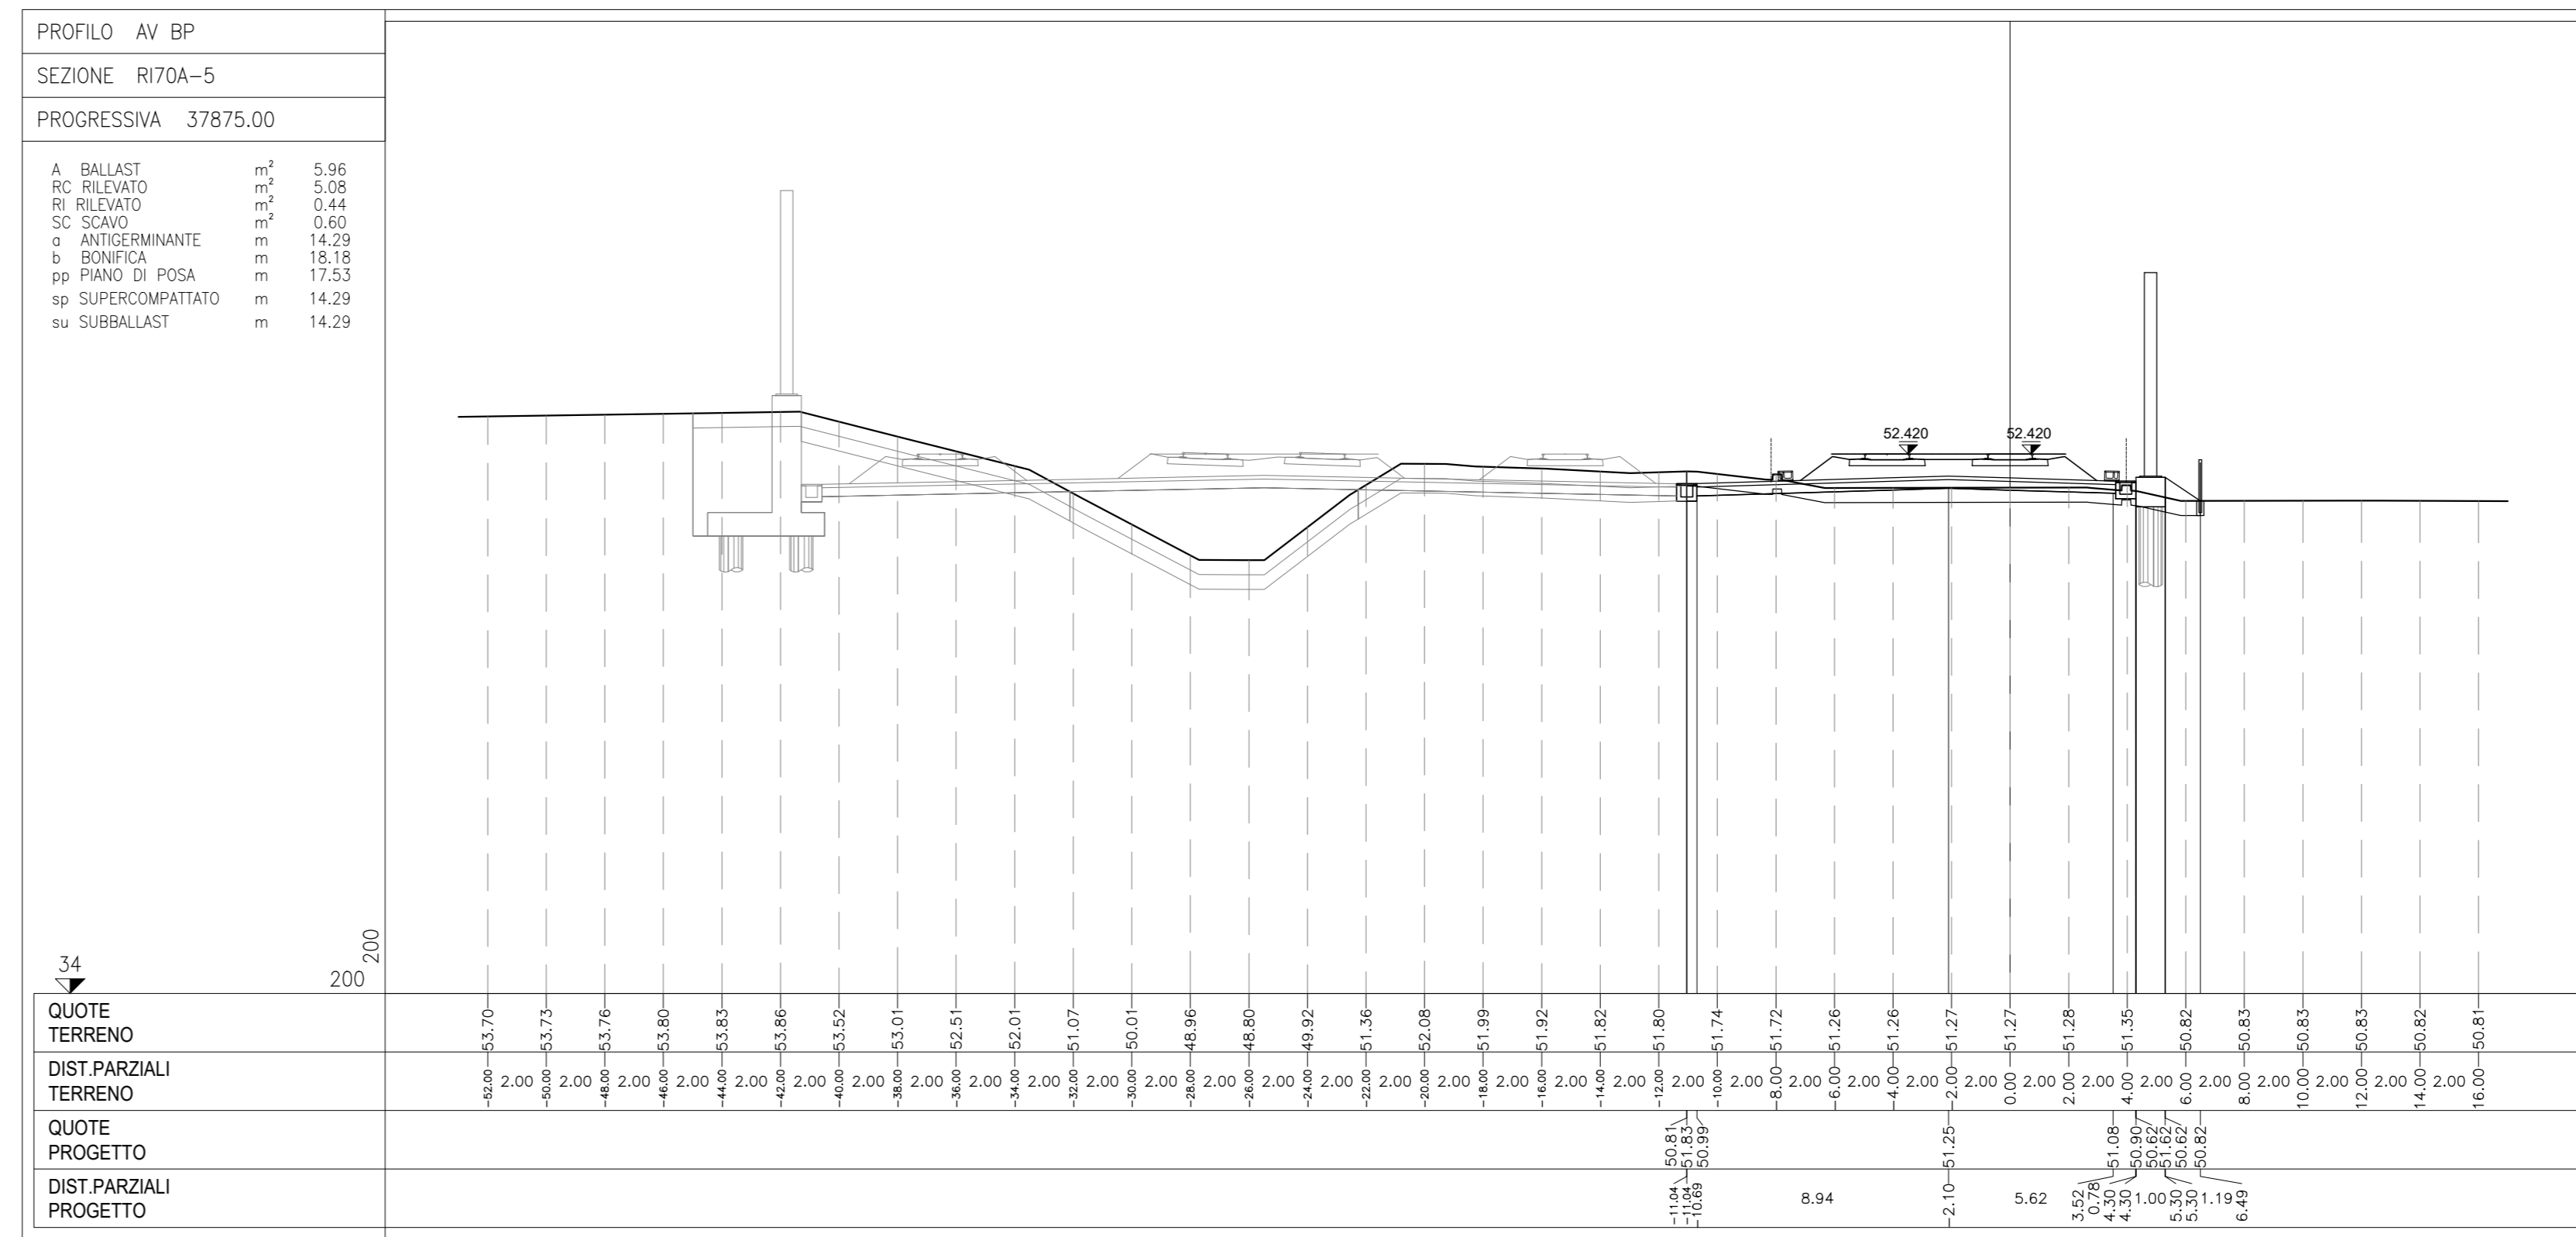 PROFILO AV BP
SEZIONE RI70A-5
PROGRESSIVA 37875.00
A BALLAST m² 5.96
RC RILEVATO m² 5.08
RI RILEVATO m² 0.44
SC SCAVO m² 0.60
a ANTIGERMINANTE m 14.29
b BONIFICA m 18.18
pp PIANO DI POSA m 17.53
sp SUPERCOMPATTATO m 14.29
su SUBBALLAST m 14.29
52.420 52.420
34
200
200
QUOTE
TERRENO
53.70 53.73 53.76 53.80 53.83 53.86 53.52 53.01 52.51 52.01 51.07 50.01 48.96 48.80 49.92 51.36 52.08 51.99 51.92 51.82 51.80 51.74 51.72 51.26 51.26 51.27 51.27 51.28 51.35 50.82 50.83 50.83 50.83 50.82 50.81
DIST.PARZIALI
TERRENO
-52.00 2.00 -50.00 2.00 -48.00 2.00 -46.00 2.00 -44.00 2.00 -42.00 2.00 -40.00 2.00 -38.00 2.00 -36.00 2.00 -34.00 2.00 -32.00 2.00 -30.00 2.00 -28.00 2.00 -26.00 2.00 -24.00 2.00 -22.00 2.00 -20.00 2.00 -18.00 2.00 -16.00 2.00 -14.00 2.00 -12.00 2.00 -10.00 2.00 -8.00 2.00 -6.00 2.00 -4.00 2.00 -2.00 2.00 0.00 2.00 2.00 2.00 4.00 2.00 6.00 2.00 8.00 2.00 10.00 2.00 12.00 2.00 14.00 2.00 16.00
QUOTE
PROGETTO
50.81 51.83 50.99 51.25 51.08 50.90 50.62 51.62 50.62 50.82
DIST.PARZIALI
PROGETTO
-11.04 -11.04 -10.69 8.94 -2.10 5.62 3.52 0.78 4.30 4.30 1.00 5.30 5.30 1.19 6.49